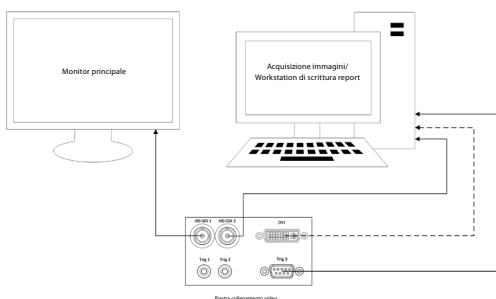 Monitor principale
Acquisizione immagini/
Workstation di scrittura report
HD-SDI 1
HD-SDI 2
DVI
Trig 1
Trig 2
Trig 3
Piastra collegamento video